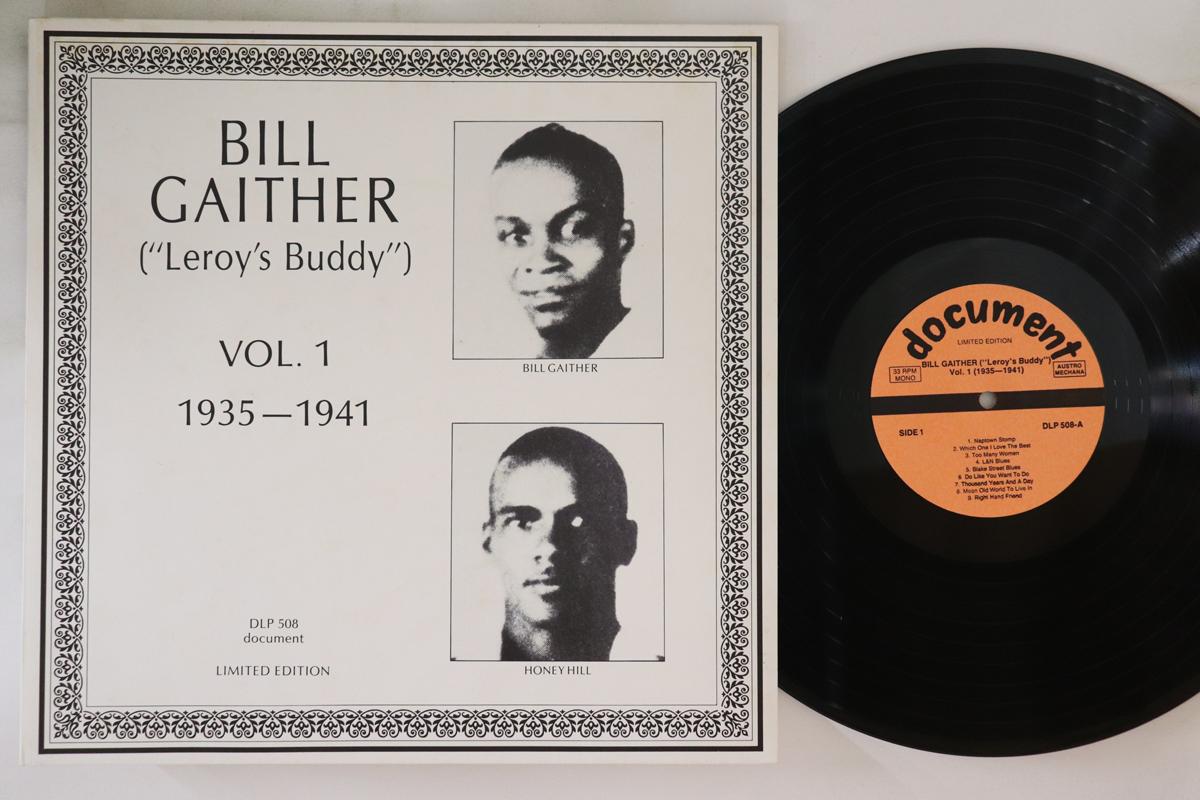 BILL
GAITHER
(“Leroy’s Buddy”)
VOL. 1
1935—1941
DLP 508
document
LIMITED EDITION
BILL GAITHER
HONEY HILL
document
LIMITED EDITION
BILL GAITHER ("Leroy's Buddy")
Vol. 1 (1935—1941)
33 RPM
MONO
AUSTRO
MECHANA
SIDE 1
DLP 508-A
1. Naptown Stomp
2. Which One I Love The Best
3. Too Many Women
4. L&N Blues
5. Blake Street Blues
6. Do Like You Want To Do
7. Thousand Years And A Day
8. Mean Old World To Live In
9. Right Hand Friend